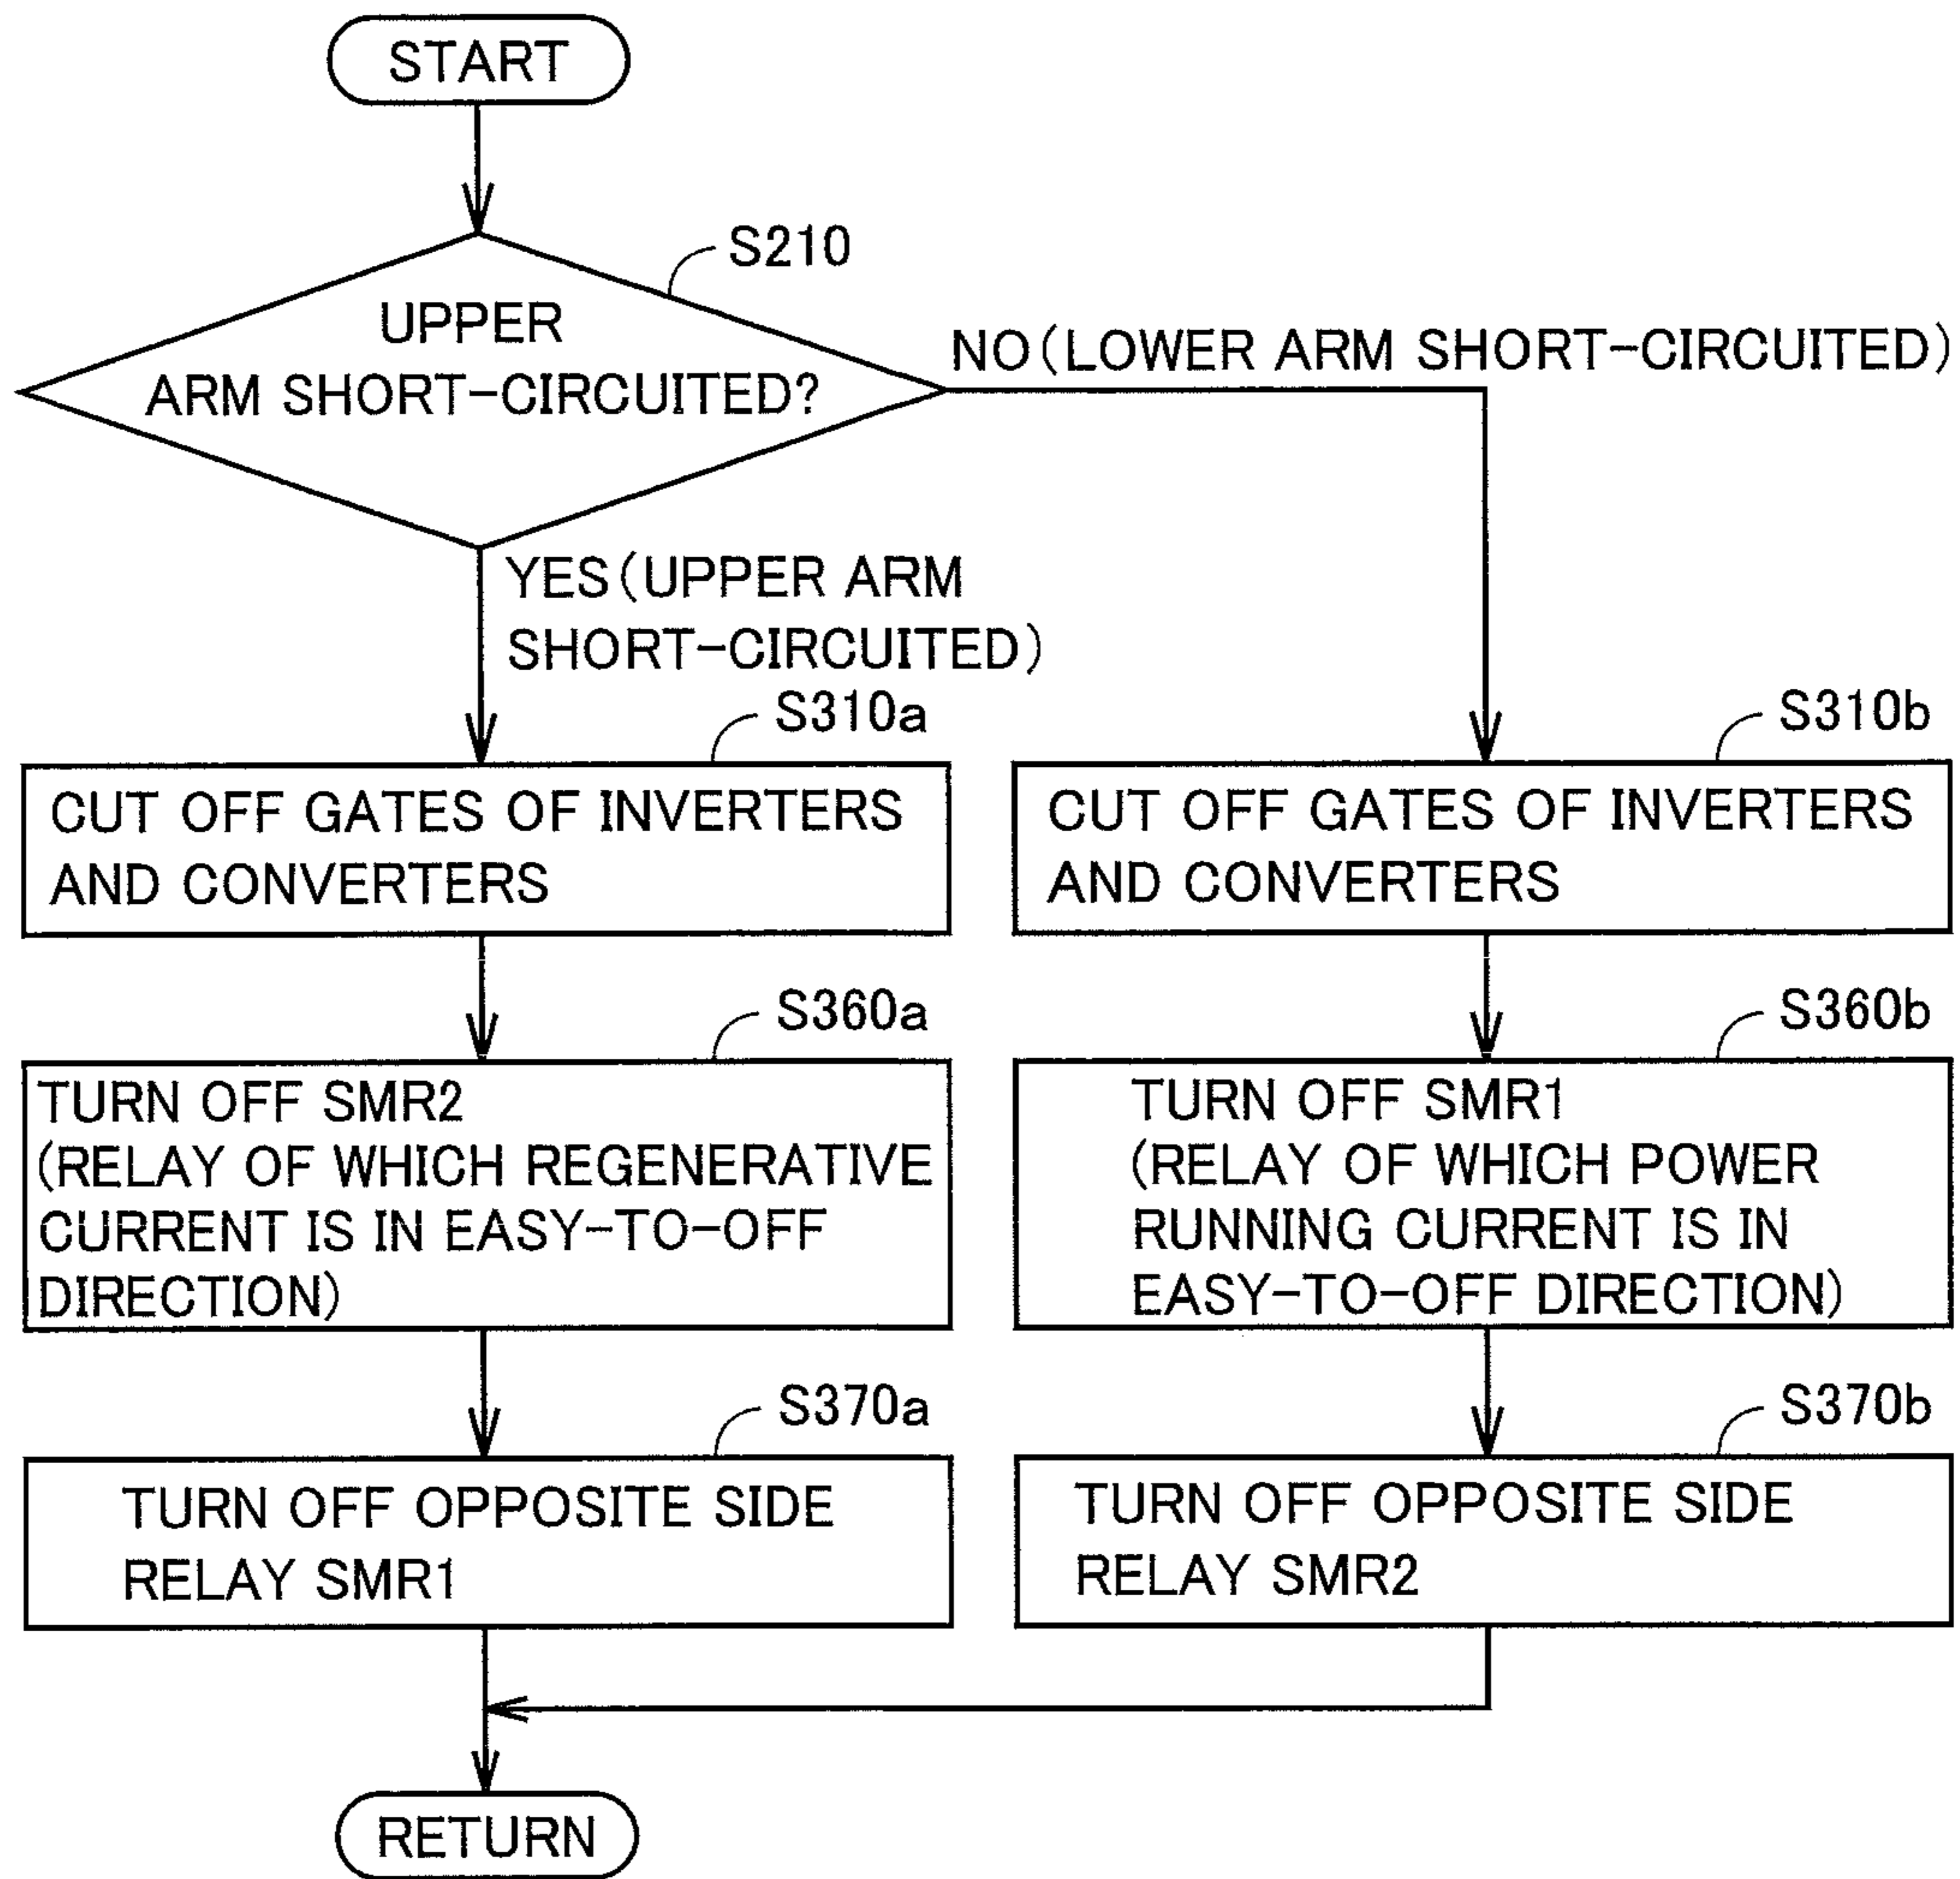 START
S210
UPPER
ARM SHORT-CIRCUITED?
NO(LOWER ARM SHORT-CIRCUITED)
YES(UPPER ARM
SHORT-CIRCUITED)
S310a
CUT OFF GATES OF INVERTERS
AND CONVERTERS
S310b
CUT OFF GATES OF INVERTERS
AND CONVERTERS
S360a
TURN OFF SMR2
(RELAY OF WHICH REGENERATIVE
CURRENT IS IN EASY-TO-OFF
DIRECTION)
S360b
TURN OFF SMR1
(RELAY OF WHICH POWER
RUNNING CURRENT IS IN
EASY-TO-OFF DIRECTION)
S370a
TURN OFF OPPOSITE SIDE
RELAY SMR1
S370b
TURN OFF OPPOSITE SIDE
RELAY SMR2
RETURN